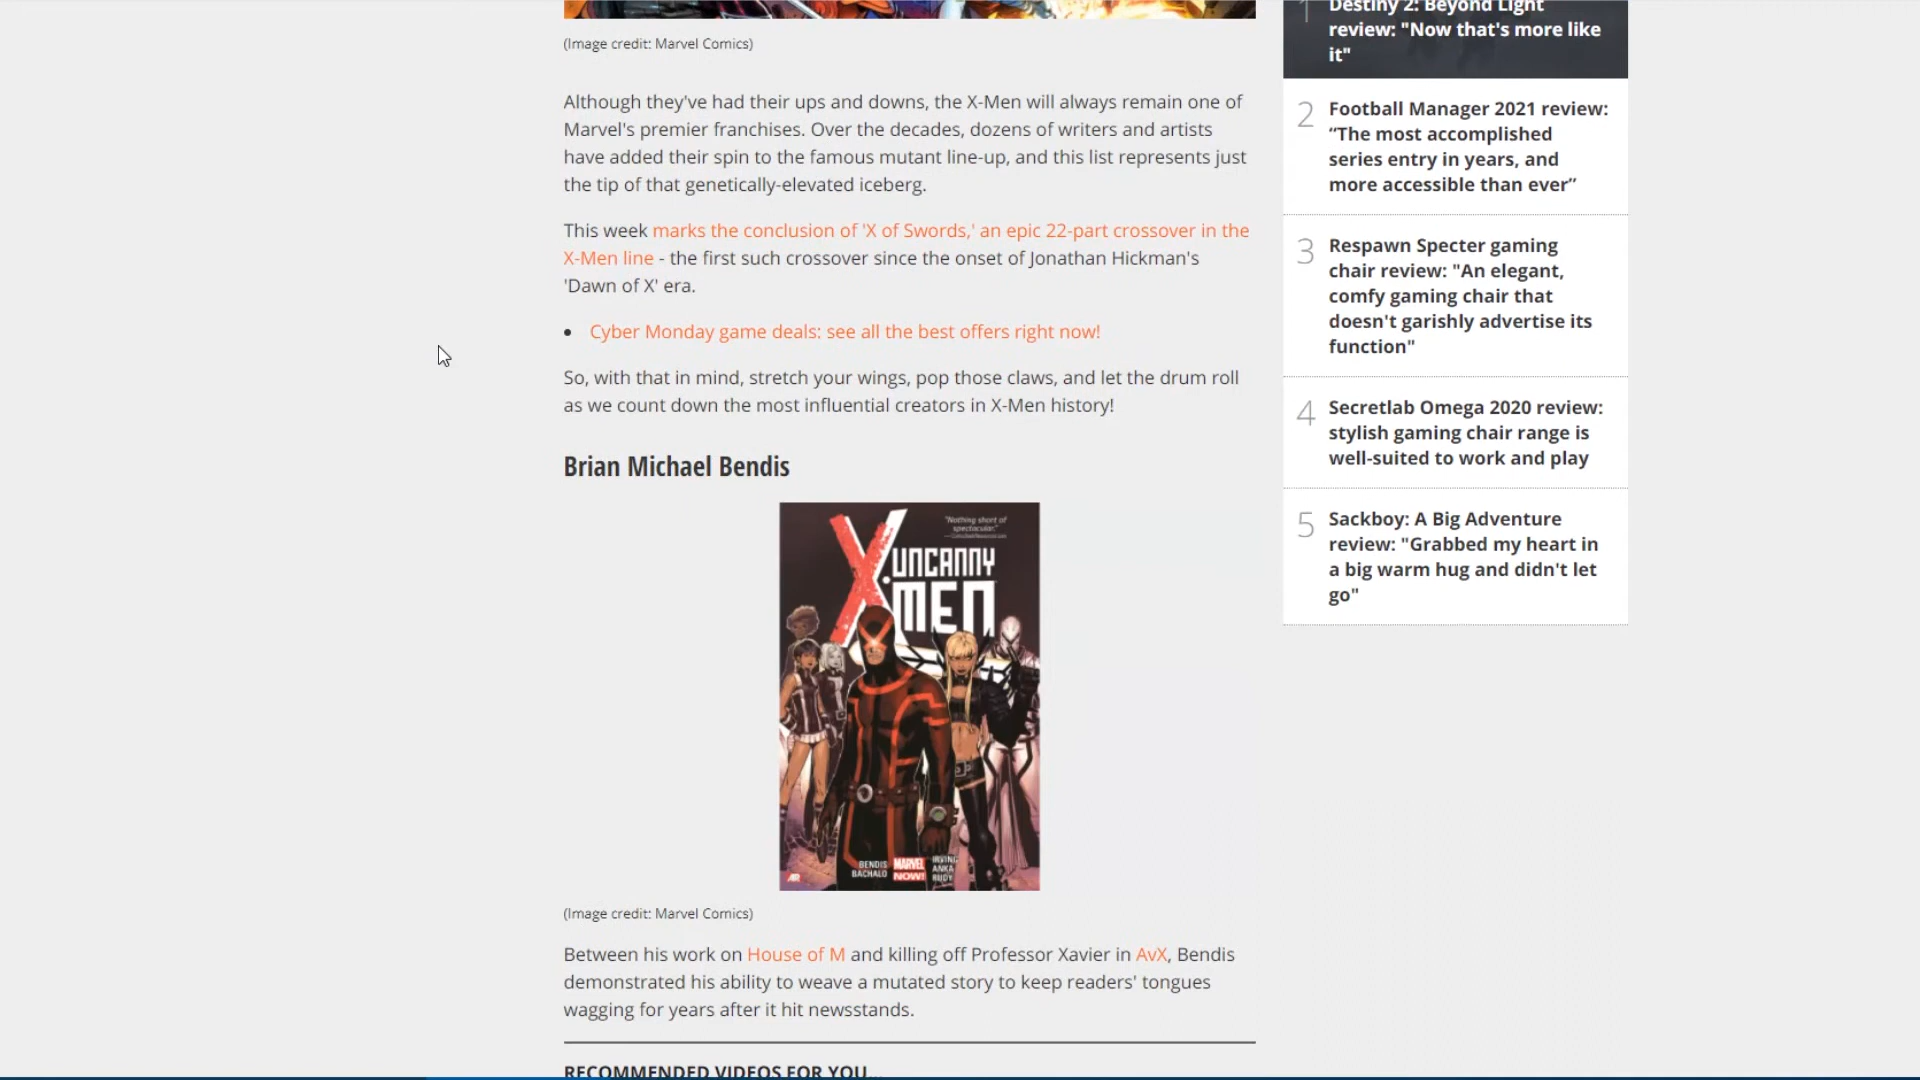 (Image credit: Marvel Comics)
Although they've had their ups and downs, the X-Men will always remain one of
Marvel's premier franchises. Over the decades, dozens of writers and artists
have added their spin to the famous mutant line-up, and this list represents just
the tip of that genetically-elevated iceberg.
This week marks the conclusion of 'X of Swords,' an epic 22-part crossover in the
X-Men line - the first such crossover since the onset of Jonathan Hickman's
'Dawn of X' era.
Cyber Monday game deals: see all the best offers right now!
So, with that in mind, stretch your wings, pop those claws, and let the drum roll
as we count down the most influential creators in X-Men history!
Brian Michael Bendis
"Nothing short of
spectacular."
UNCANNY
X-MEN
BENDIS
BACHALO
MARVEL
NOW!
IRVING
ANKA
RUDY
AR
(Image credit: Marvel Comics)
Between his work on House of M and killing off Professor Xavier in AvX, Bendis
demonstrated his ability to weave a mutated story to keep readers' tongues
wagging for years after it hit newsstands.
RECOMMENDED VIDEOS FOR YOU...
1
Destiny 2: Beyond Light
review: "Now that's more like
it"
2
Football Manager 2021 review:
“The most accomplished
series entry in years, and
more accessible than ever”
3
Respawn Specter gaming
chair review: "An elegant,
comfy gaming chair that
doesn't garishly advertise its
function"
4
Secretlab Omega 2020 review:
stylish gaming chair range is
well-suited to work and play
5
Sackboy: A Big Adventure
review: "Grabbed my heart in
a big warm hug and didn't let
go"